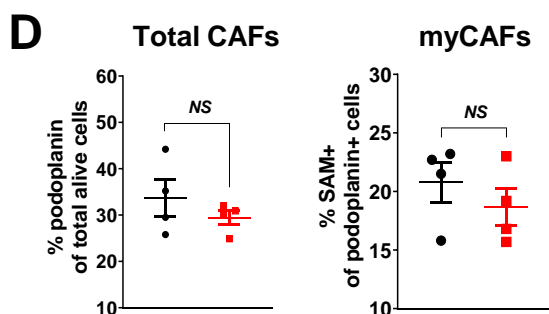 D
Total CAFs
% podoplanin
of total alive cells
60
50
40
30
20
10
NS
myCAFs
% SAM+
of podoplanin+ cells
30
25
20
15
10
NS